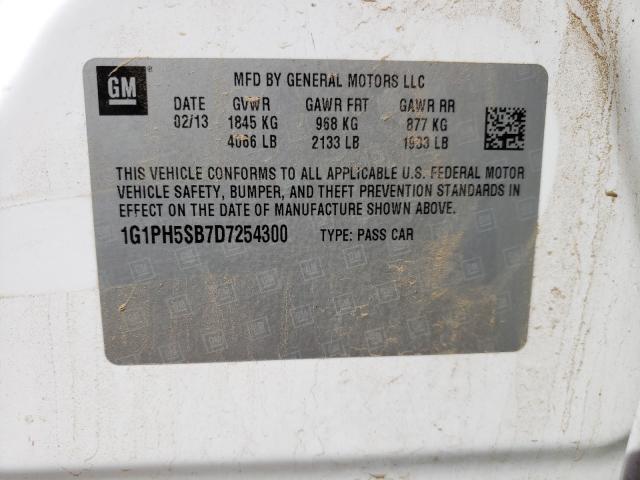 GM ®
MFD BY GENERAL MOTORS LLC
DATE GVWR GAWR FRT GAWR RR
02/13 1845 KG 968 KG 877 KG
4066 LB 2133 LB 1933 LB
THIS VEHICLE CONFORMS TO ALL APPLICABLE U.S. FEDERAL MOTOR
VEHICLE SAFETY, BUMPER, AND THEFT PREVENTION STANDARDS IN
EFFECT ON THE DATE OF MANUFACTURE SHOWN ABOVE.
1G1PH5SB7D7254300 TYPE: PASS CAR